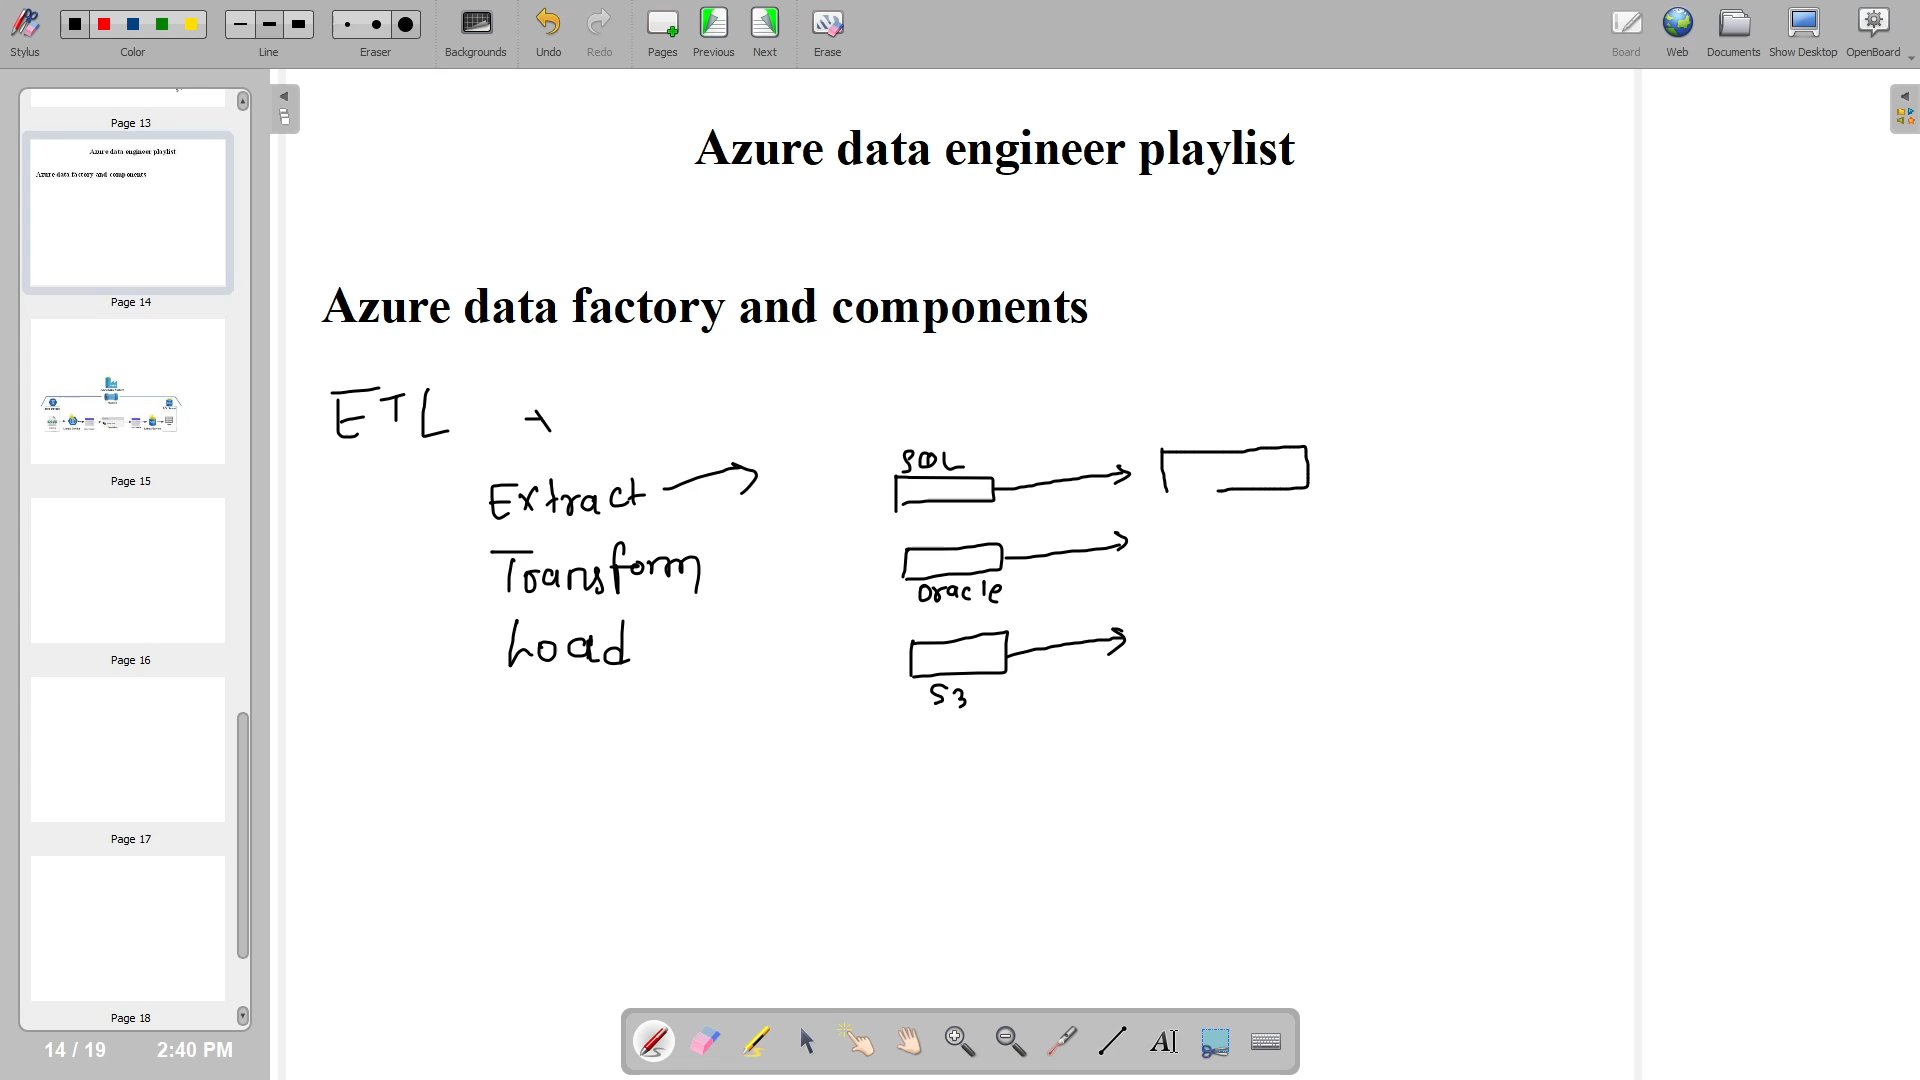 Stylus
Color
Line
Eraser
Backgrounds
Undo
Redo
Pages
Previous
Next
Erase
Board
Web
Documents
Show Desktop
OpenBoard
Page 13
Azure data engineer playlist
Azure data factory and components
Page 14
Page 15
Page 16
Page 17
Page 18
14 / 19 2:40 PM
Azure data engineer playlist
Azure data factory and components
ETL
Extract
Transform
Load
SQL
Oracle
S3
AI